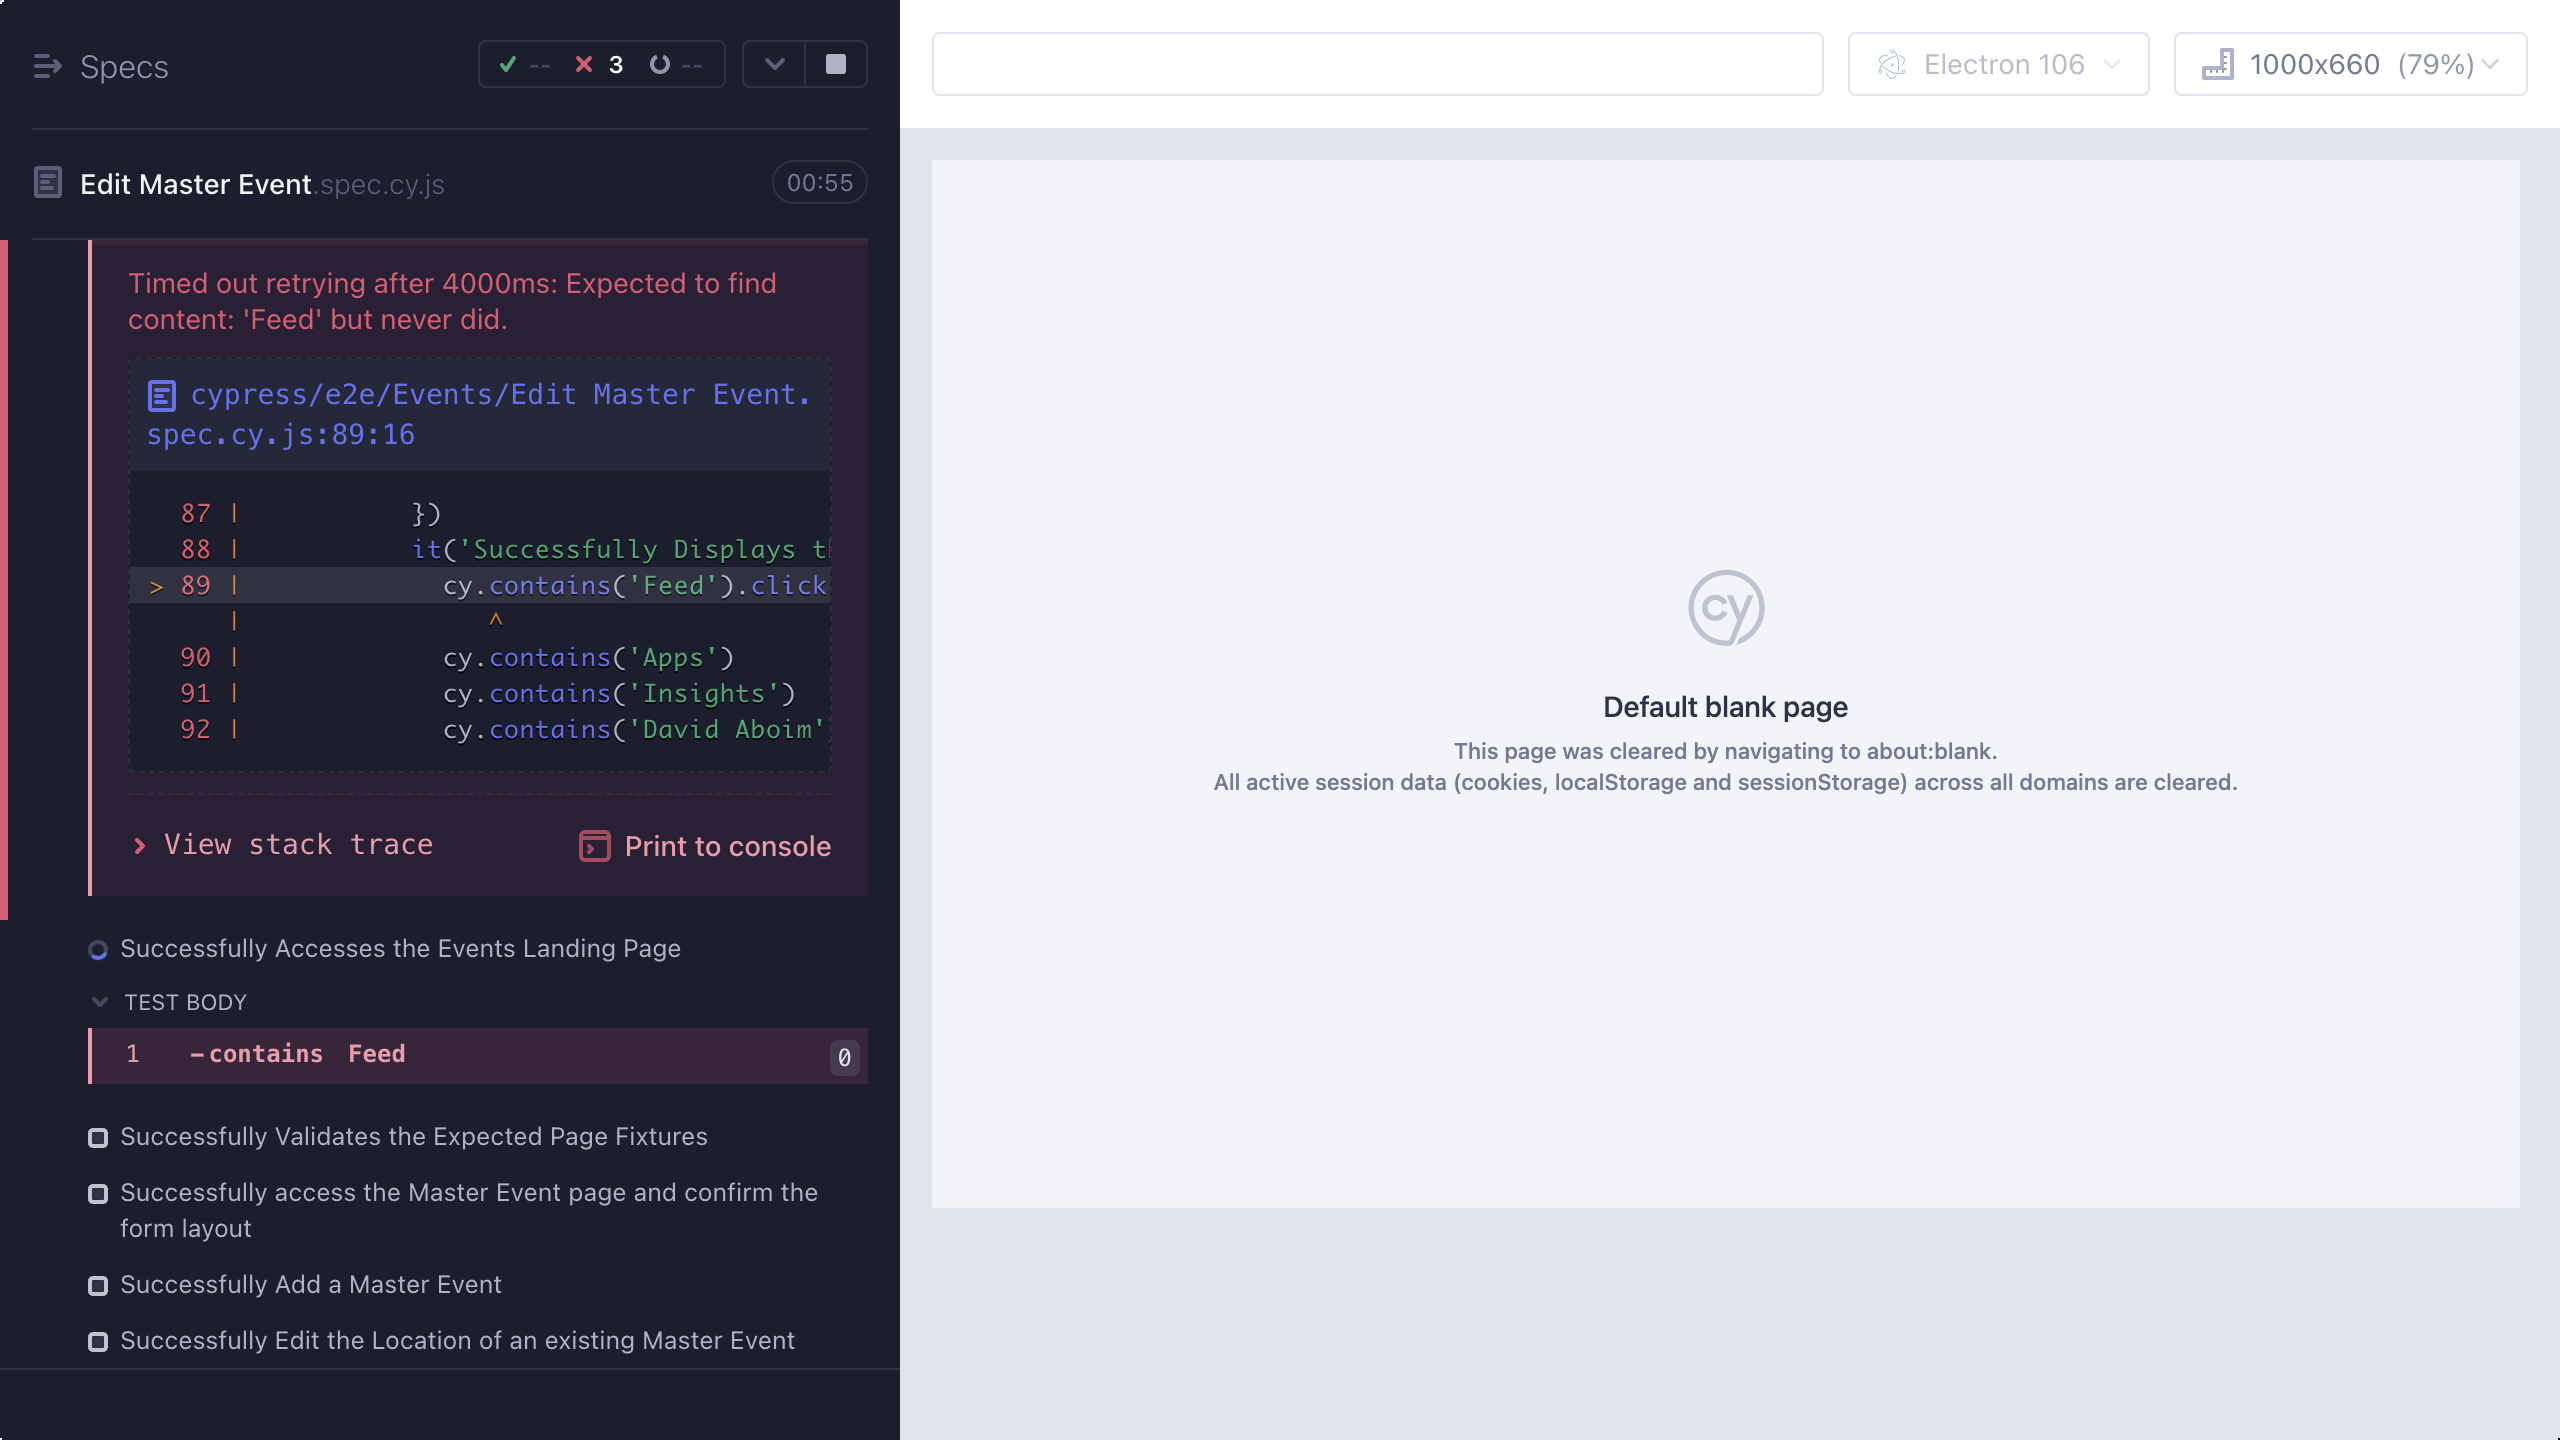 Specs
-- 3 --
Edit Master Event.spec.cy.js
00:55
Timed out retrying after 4000ms: Expected to find
content: 'Feed' but never did.
cypress/e2e/Events/Edit Master Event.
spec.cy.js:89:16
87 | })
88 | it('Successfully Displays t
> 89 | cy.contains('Feed').click
| ^
90 | cy.contains('Apps')
91 | cy.contains('Insights')
92 | cy.contains('David Aboim'
View stack trace
Print to console
Successfully Accesses the Events Landing Page
TEST BODY
1 -contains Feed 0
Successfully Validates the Expected Page Fixtures
Successfully access the Master Event page and confirm the
form layout
Successfully Add a Master Event
Successfully Edit the Location of an existing Master Event
Electron 106
1000x660 (79%)
cy
Default blank page
This page was cleared by navigating to about:blank.
All active session data (cookies, localStorage and sessionStorage) across all domains are cleared.